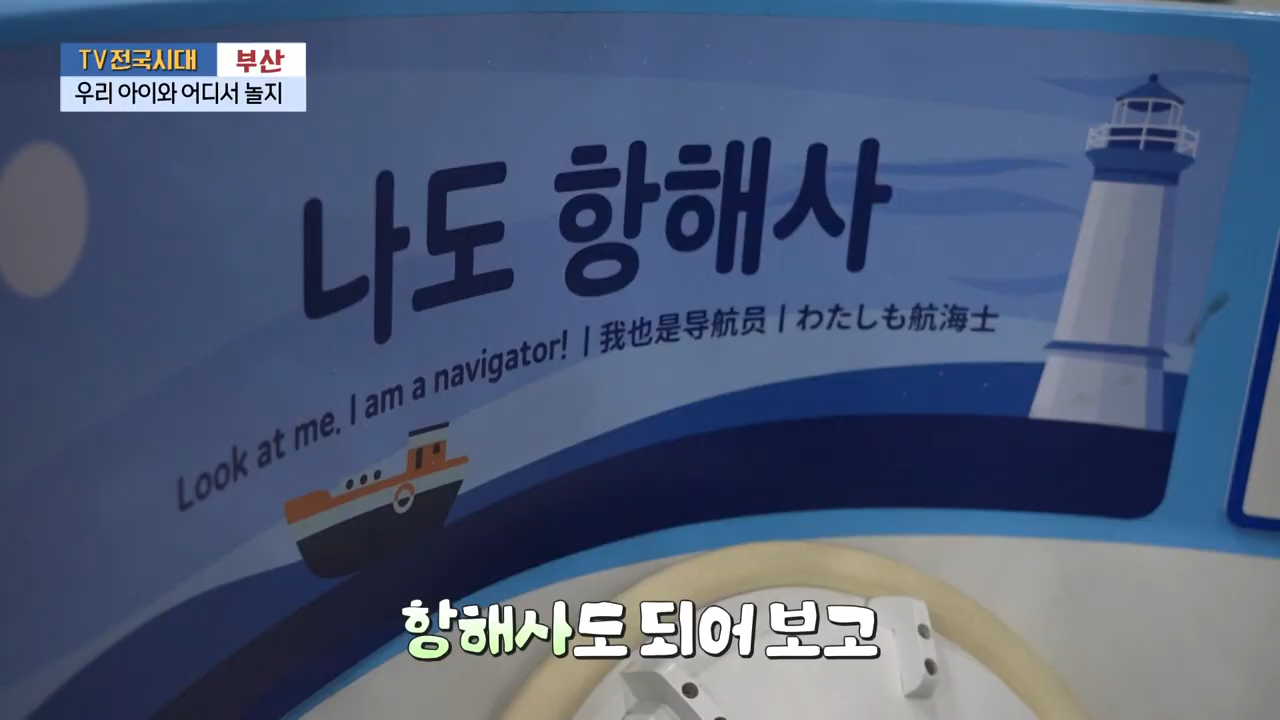 TV전국시대 부산
우리 아이와 어디서 놀지
나도 항해사
Look at me. I am a navigator! | 我也是导航员 | わたしも航海士
항해사도 되어 보고